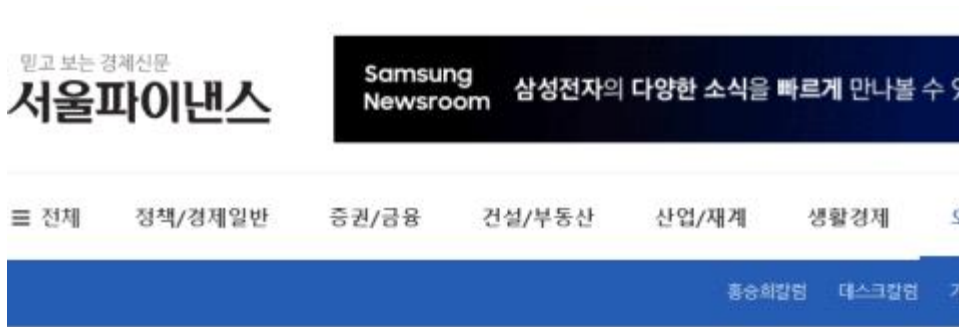 믿고 보는 경제신문
서울파이낸스
Samsung
Newsroom
삼성전자의 다양한 소식을 빠르게 만나볼 수
전체 정책/경제일반 증권/금융 건설/부동산 산업/재계 생활경제
홍승희칼럼 데스크칼럼